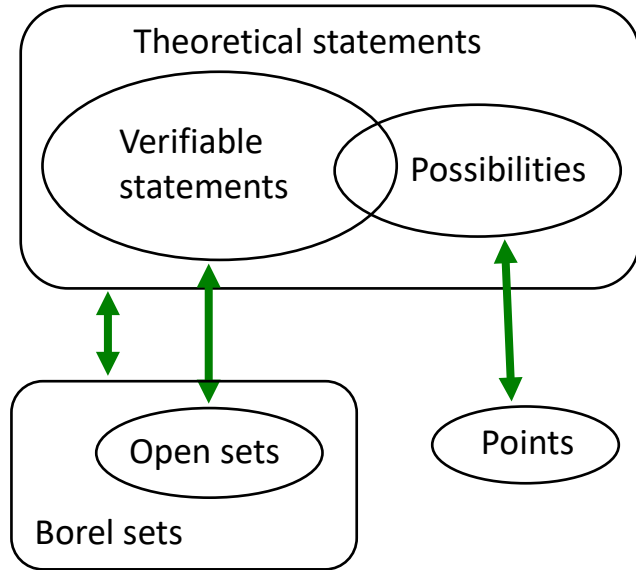 Theoretical statements
Verifiable
statements
Possibilities
Open sets
Points
Borel sets